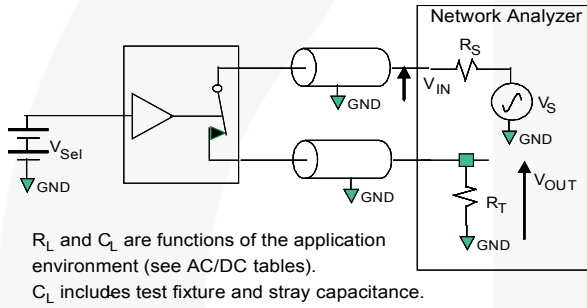 Network Analyzer
R_S
V_IN
GND
V_S
GND
V_Sel
GND
GND
R_T
V_OUT
GND
R_L and C_L are functions of the application
environment (see AC/DC tables).
C_L includes test fixture and stray capacitance.